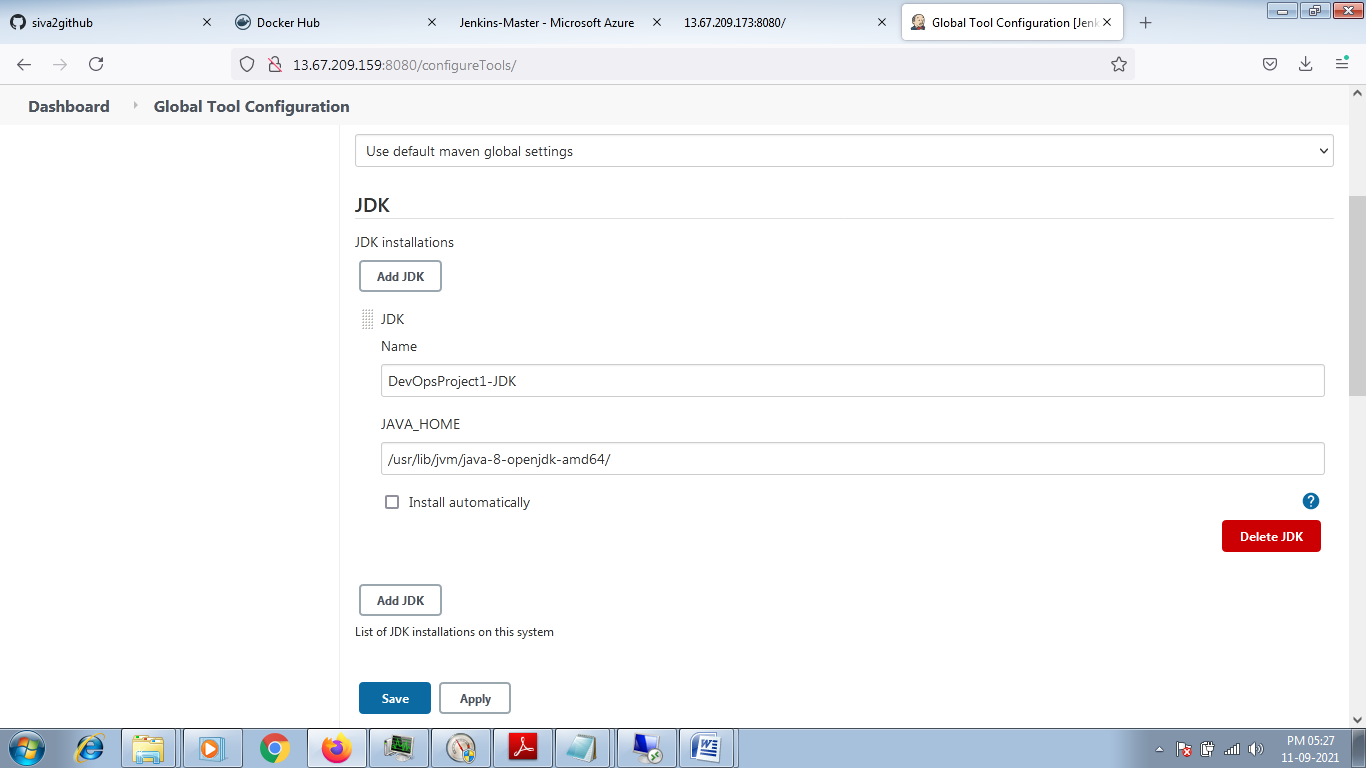 siva2github
Docker Hub
Jenkins-Master - Microsoft Azure
13.67.209.173:8080/
Global Tool Configuration [Jenk
13.67.209.159:8080/configureTools/
Dashboard
Global Tool Configuration
Use default maven global settings
JDK
JDK installations
Add JDK
JDK
Name
DevOpsProject1-JDK
JAVA_HOME
/usr/lib/jvm/java-8-openjdk-amd64/
Install automatically
?
Delete JDK
Add JDK
List of JDK installations on this system
Save
Apply
PM 05:27
11-09-2021